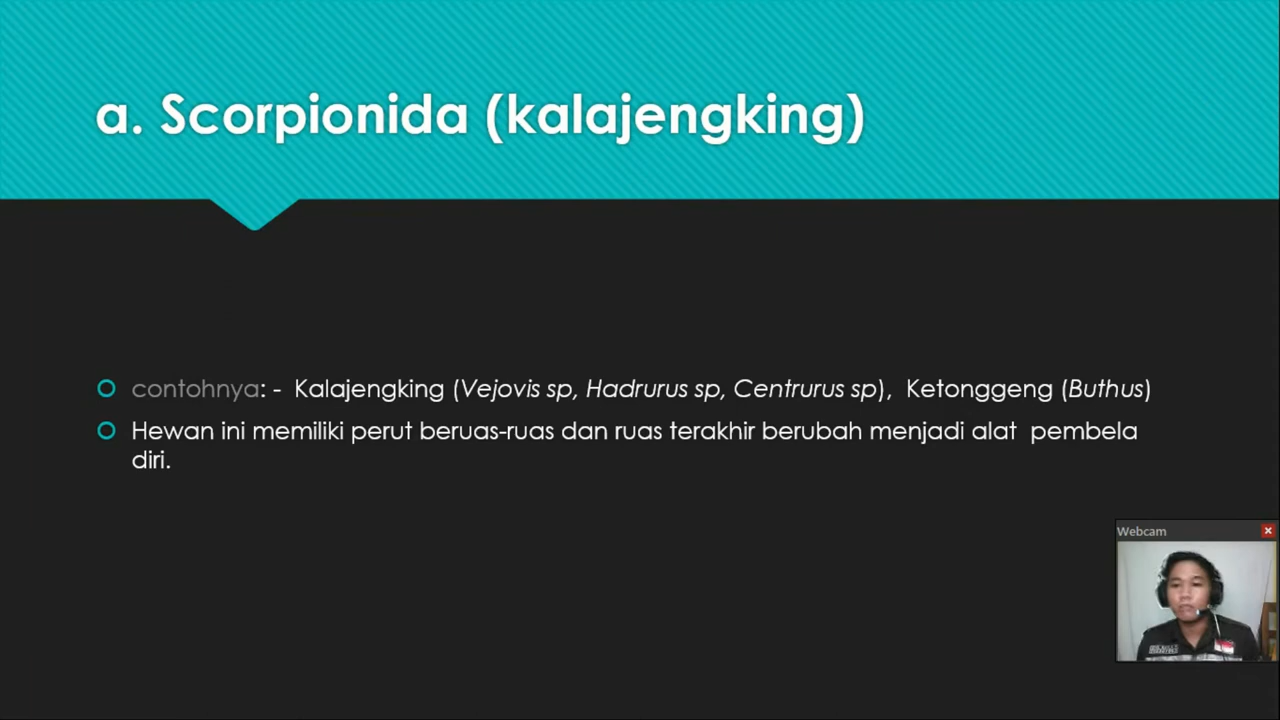 a. Scorpionida (kalajengking)
contohnya: - Kalajengking (Vejovis sp, Hadrurus sp, Centrurus sp), Ketonggeng (Buthus)
Hewan ini memiliki perut beruas-ruas dan ruas terakhir berubah menjadi alat pembela
diri.
Webcam